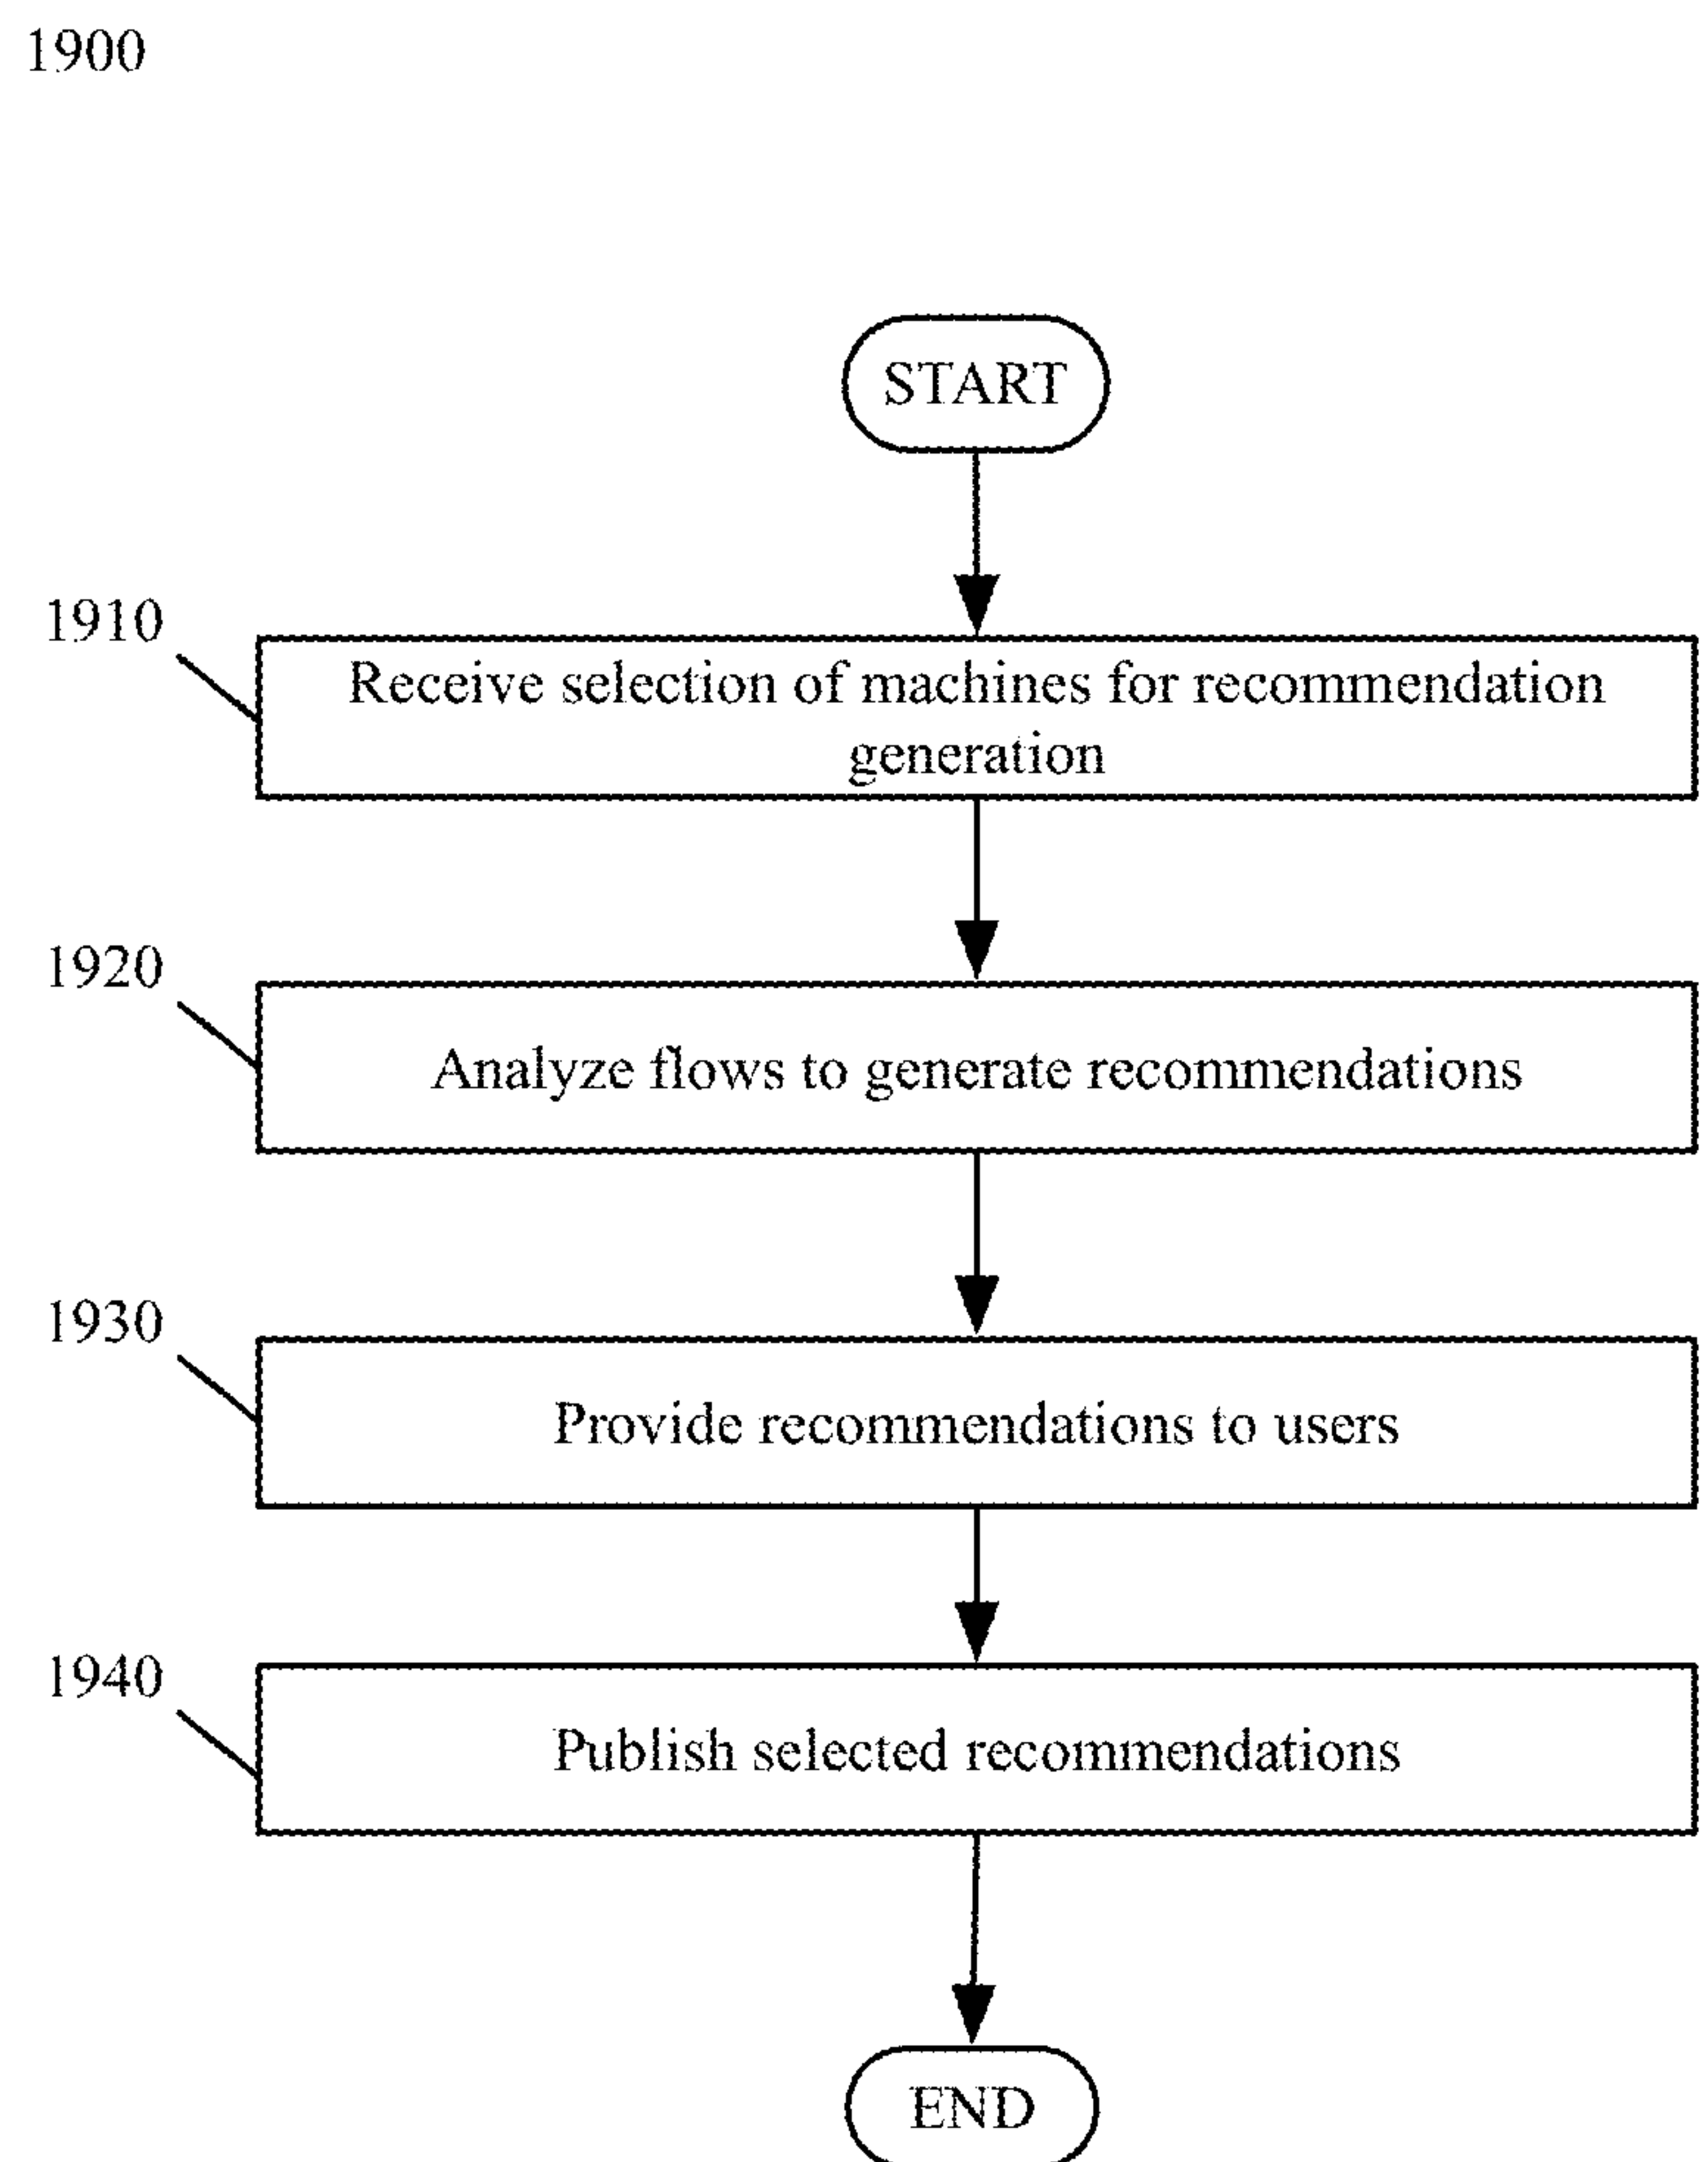 1900
START
1910
Receive selection of machines for recommendation
generation
1920
Analyze flows to generate recommendations
1930
Provide recommendations to users
1940
Publish selected recommendations
END